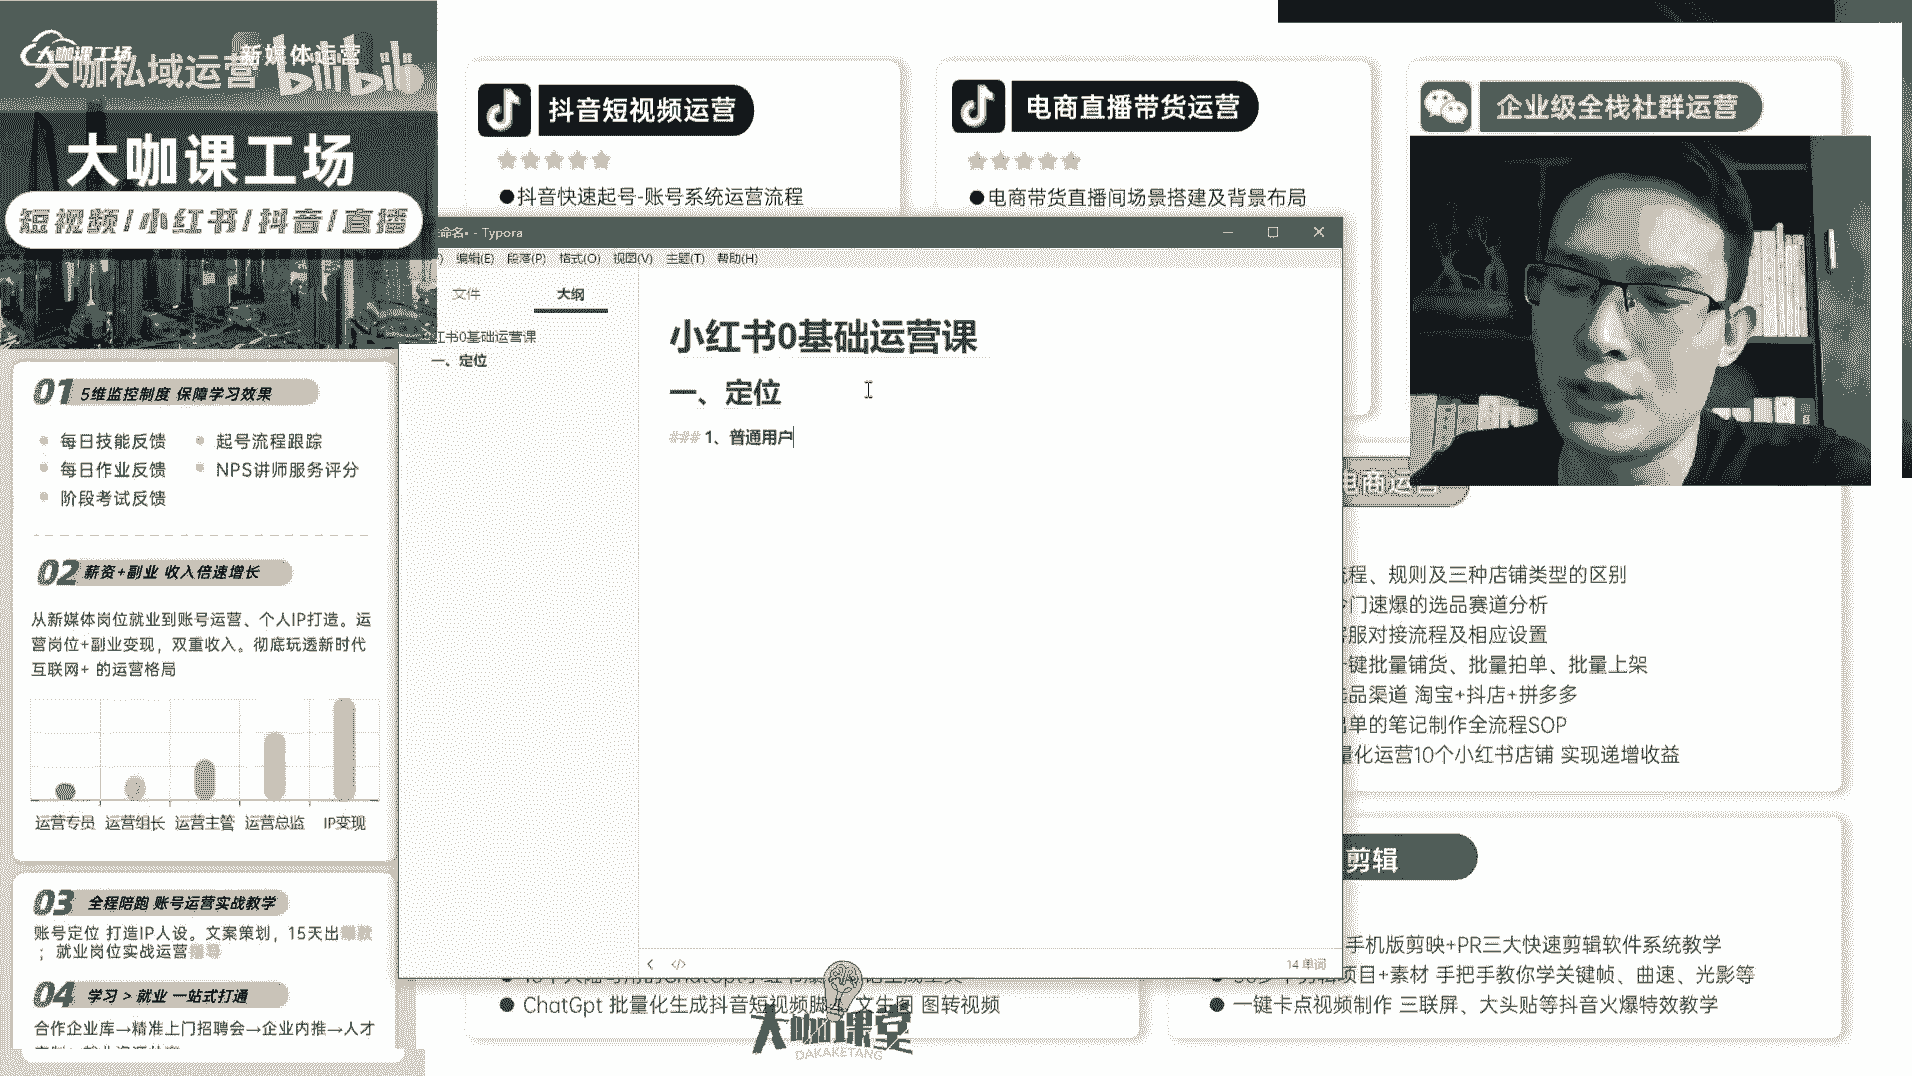 大咖课工场
新媒体运营
大咖私域运营
bilibili
大咖课工场
短视频/小红书/抖音/直播
01 5维监控制度 保障学习效果
每日技能反馈
起号流程跟踪
每日作业反馈
NPS讲师服务评分
阶段考试反馈
02 薪资+副业 收入倍速增长
从新媒体岗位就业到账号运营、个人IP打造。运
营岗位+副业变现，双重收入。彻底玩透新时代
互联网+ 的运营格局
运营专员 运营组长 运营主管 运营总监 IP变现
03 全程陪跑 账号运营实战教学
账号定位 打造IP人设。文案策划，15天出
；就业岗位实战运营
04 学习 > 就业 一站式打通
合作企业库→精准上门招聘会→企业内推→人才
抖音短视频运营
●抖音快速起号-账号系统运营流程
电商直播带货运营
●电商带货直播间场景搭建及背景布局
企业级全栈社群运营
命名• - Typora
编辑(E) 段落(P) 格式(O) 视图(V) 主题(T) 帮助(H)
文件 大纲
红书0基础运营课
一、定位
小红书0基础运营课
一、定位
### 1、普通用户
14 单词
电商运营
流程、规则及三种店铺类型的区别
冷门速爆的选品赛道分析
客服对接流程及相应设置
一键批量铺货、批量拍单、批量上架
选品渠道 淘宝+抖店+拼多多
出单的笔记制作全流程SOP
量化运营10个小红书店铺 实现递增收益
剪辑
手机版剪映+PR三大快速剪辑软件系统教学
项目+素材 手把手教你学关键帧、曲速、光影等
● 一键卡点视频制作 三联屏、大头贴等抖音火爆特效教学
● ChatGpt 批量化生成抖音短视频脚 文生图 图转视频
大咖课堂
DAKAKETANG